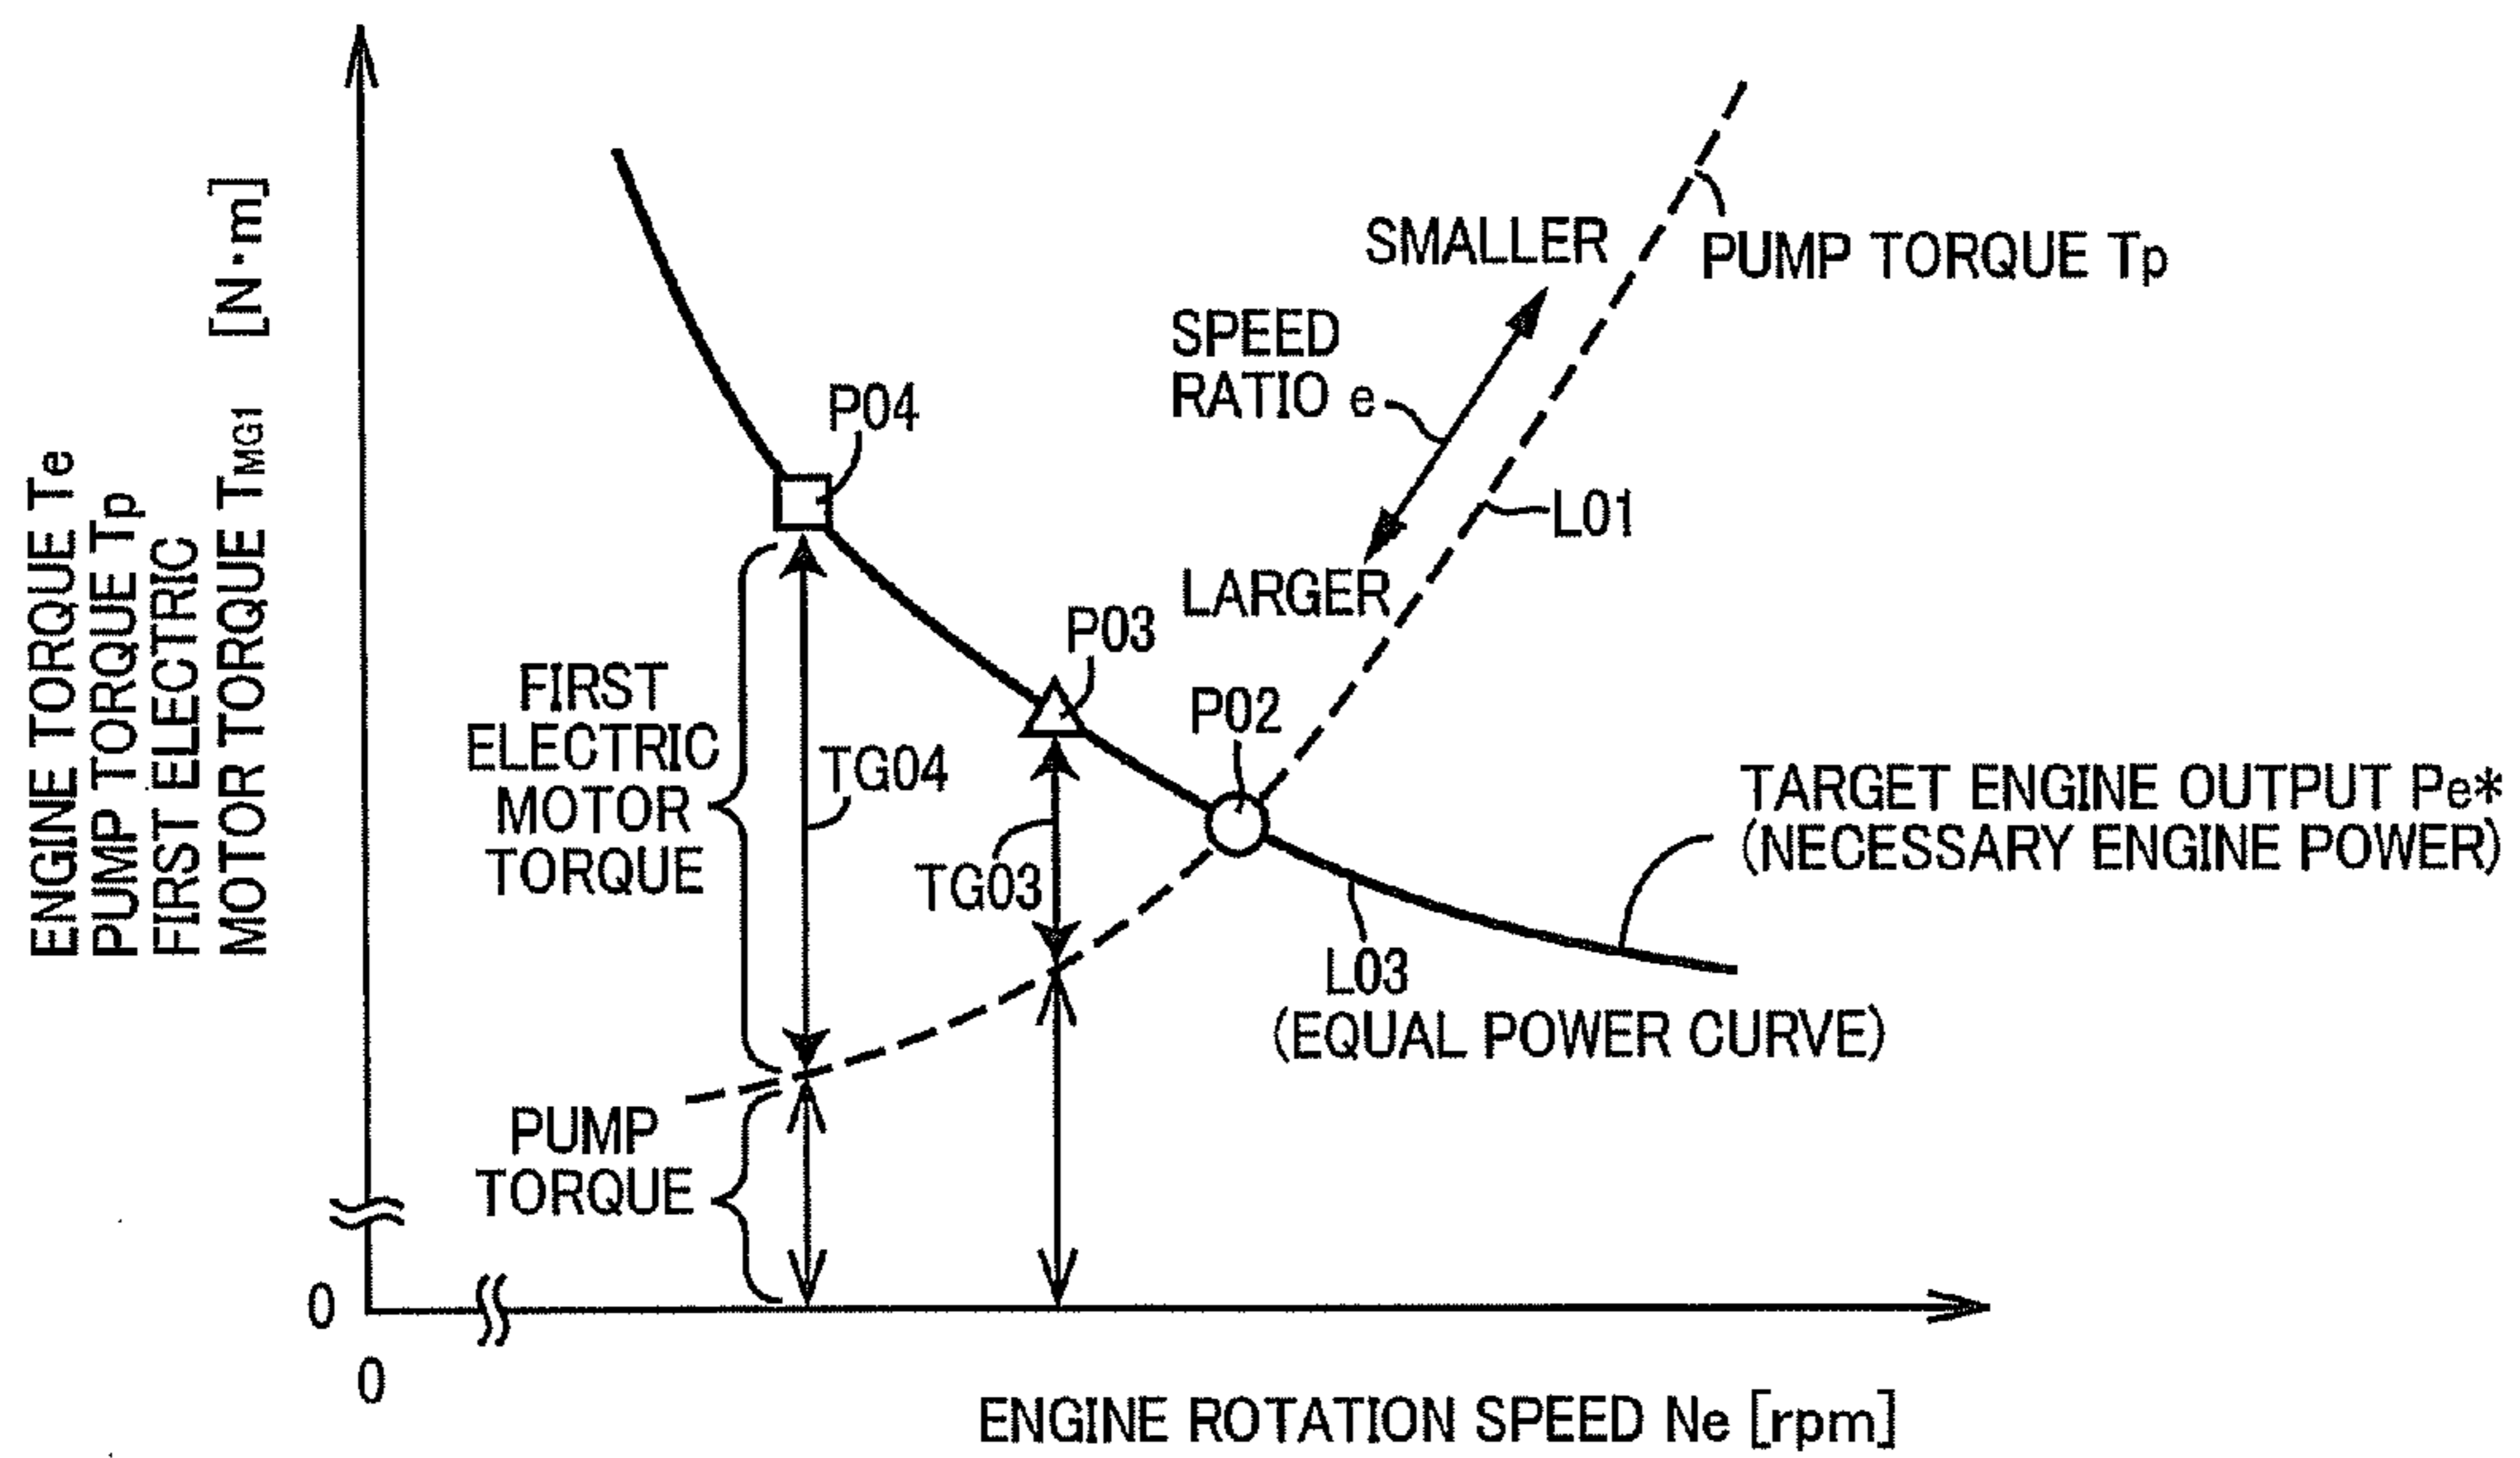 ENGINE TORQUE Te
PUMP TORQUE Tp
FIRST ELECTRIC
MOTOR TORQUE TMG1 [N·m]
SMALLER
PUMP TORQUE Tp
SPEED
RATIO e
P04
L01
LARGER
P03
FIRST
ELECTRIC
MOTOR
TORQUE
P02
TG04
TARGET ENGINE OUTPUT Pe*
(NECESSARY ENGINE POWER)
TG03
L03
(EQUAL POWER CURVE)
PUMP
TORQUE
0
0
ENGINE ROTATION SPEED Ne [rpm]